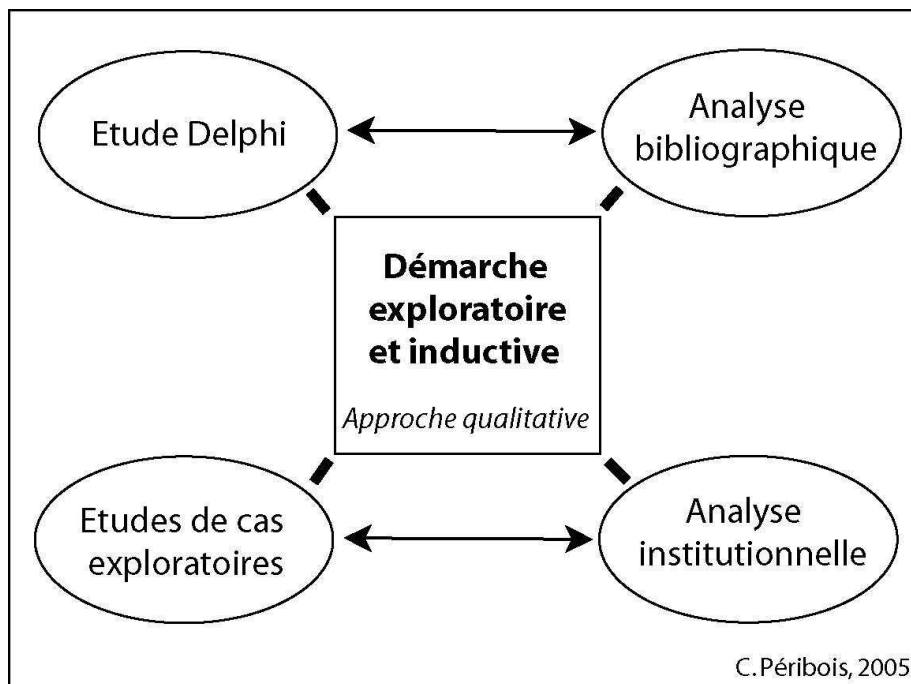 Etude Delphi
Analyse
bibliographique
Démarche
exploratoire
et inductive
Approche qualitative
Etudes de cas
exploratoires
Analyse
institutionnelle
C.Péribois, 2005